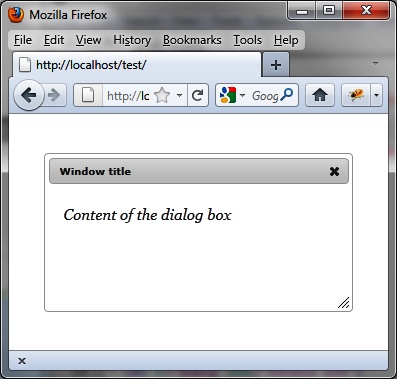 Mozilla Firefox
File Edit View History Bookmarks Tools Help
http://localhost/test/
http://lc Goog
Window title
Content of the dialog box
x